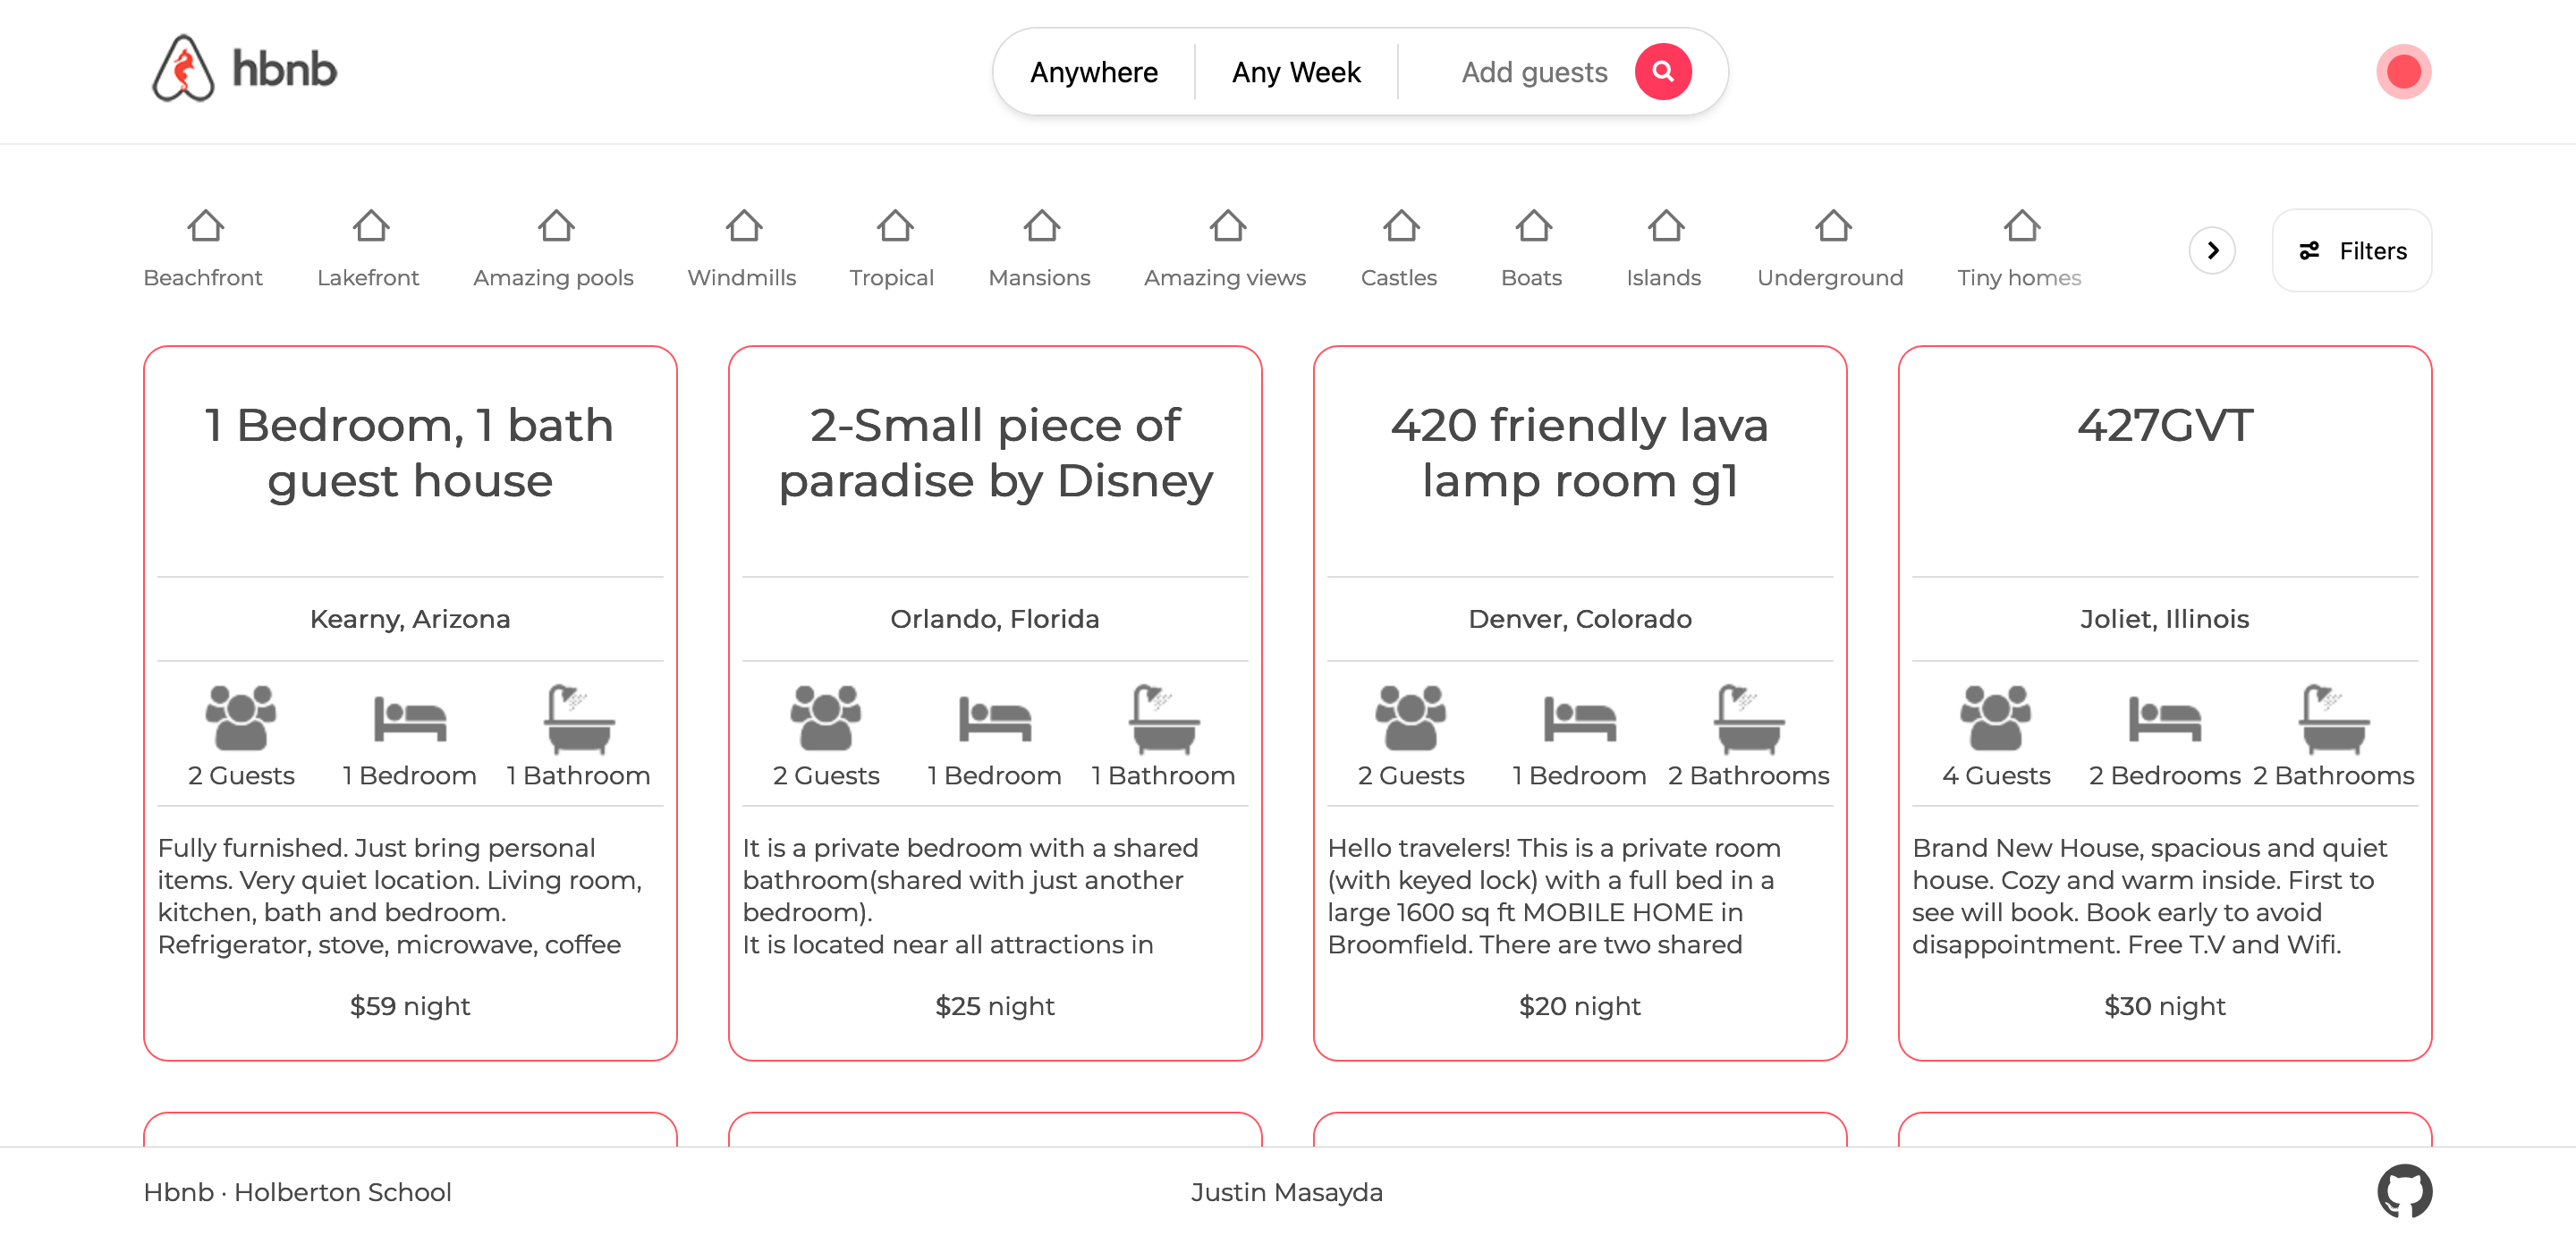 hbnb
Anywhere
Any Week
Add guests
Beachfront
Lakefront
Amazing pools
Windmills
Tropical
Mansions
Amazing views
Castles
Boats
Islands
Underground
Tiny homes
Filters
1 Bedroom, 1 bath
guest house
Kearny, Arizona
2 Guests
1 Bedroom
1 Bathroom
Fully furnished. Just bring personal
items. Very quiet location. Living room,
kitchen, bath and bedroom.
Refrigerator, stove, microwave, coffee
$59 night
2-Small piece of
paradise by Disney
Orlando, Florida
2 Guests
1 Bedroom
1 Bathroom
It is a private bedroom with a shared
bathroom(shared with just another
bedroom).
It is located near all attractions in
$25 night
420 friendly lava
lamp room g1
Denver, Colorado
2 Guests
1 Bedroom
2 Bathrooms
Hello travelers! This is a private room
(with keyed lock) with a full bed in a
large 1600 sq ft MOBILE HOME in
Broomfield. There are two shared
$20 night
427GVT
Joliet, Illinois
4 Guests
2 Bedrooms
2 Bathrooms
Brand New House, spacious and quiet
house. Cozy and warm inside. First to
see will book. Book early to avoid
disappointment. Free T.V and Wifi.
$30 night
Hbnb · Holberton School
Justin Masayda